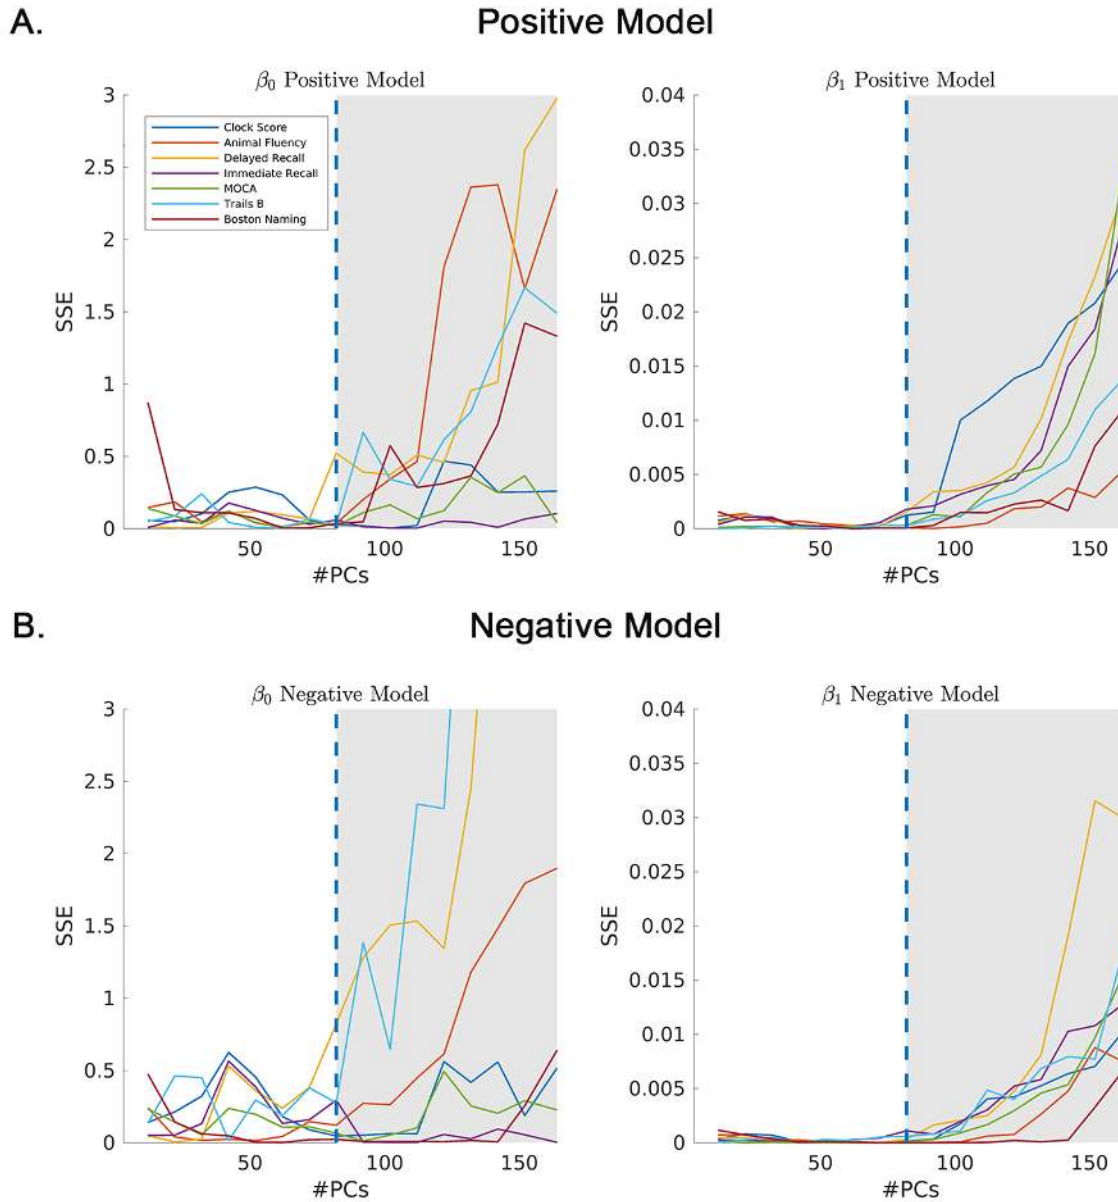 A.
Positive Model
β0 Positive Model
3
2.5
2
1.5
1
0.5
0
SSE
50
100
150
#PCs
Clock Score
Animal Fluency
Delayed Recall
Immediate Recall
MOCA
Trails B
Boston Naming
β1 Positive Model
0.04
0.035
0.03
0.025
0.02
0.015
0.01
0.005
0
SSE
50
100
150
#PCs
B.
Negative Model
β0 Negative Model
3
2.5
2
1.5
1
0.5
0
SSE
50
100
150
#PCs
β1 Negative Model
0.04
0.035
0.03
0.025
0.02
0.015
0.01
0.005
0
SSE
50
100
150
#PCs